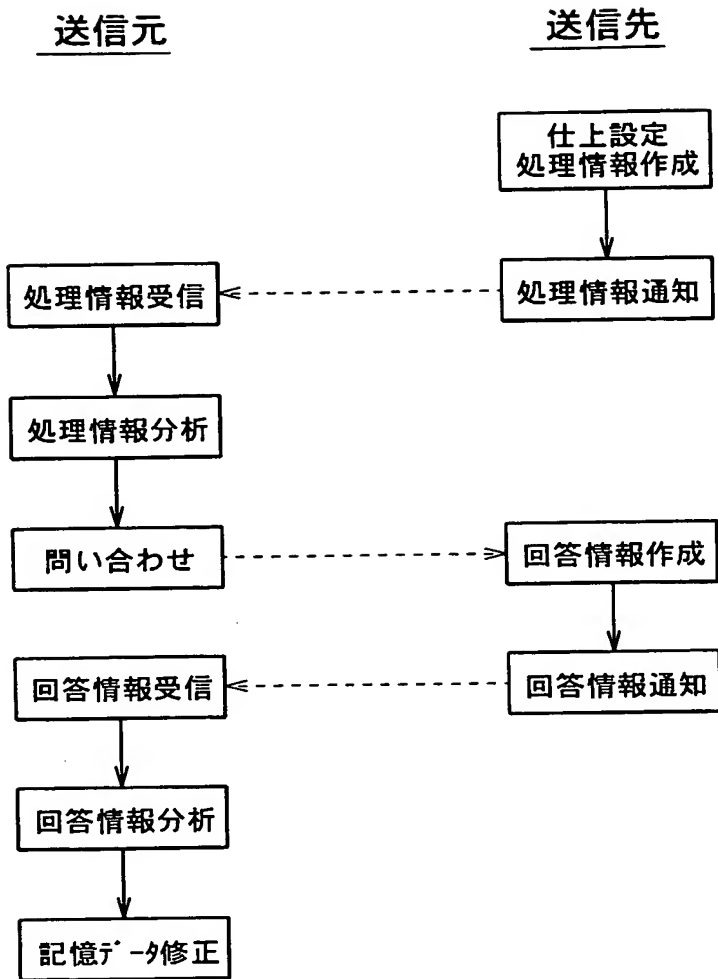 送信元
送信先
仕上設定
処理情報作成
処理情報受信
処理情報通知
処理情報分析
問い合わせ
回答情報作成
回答情報受信
回答情報通知
回答情報分析
記憶ﾃﾞｰﾀ修正